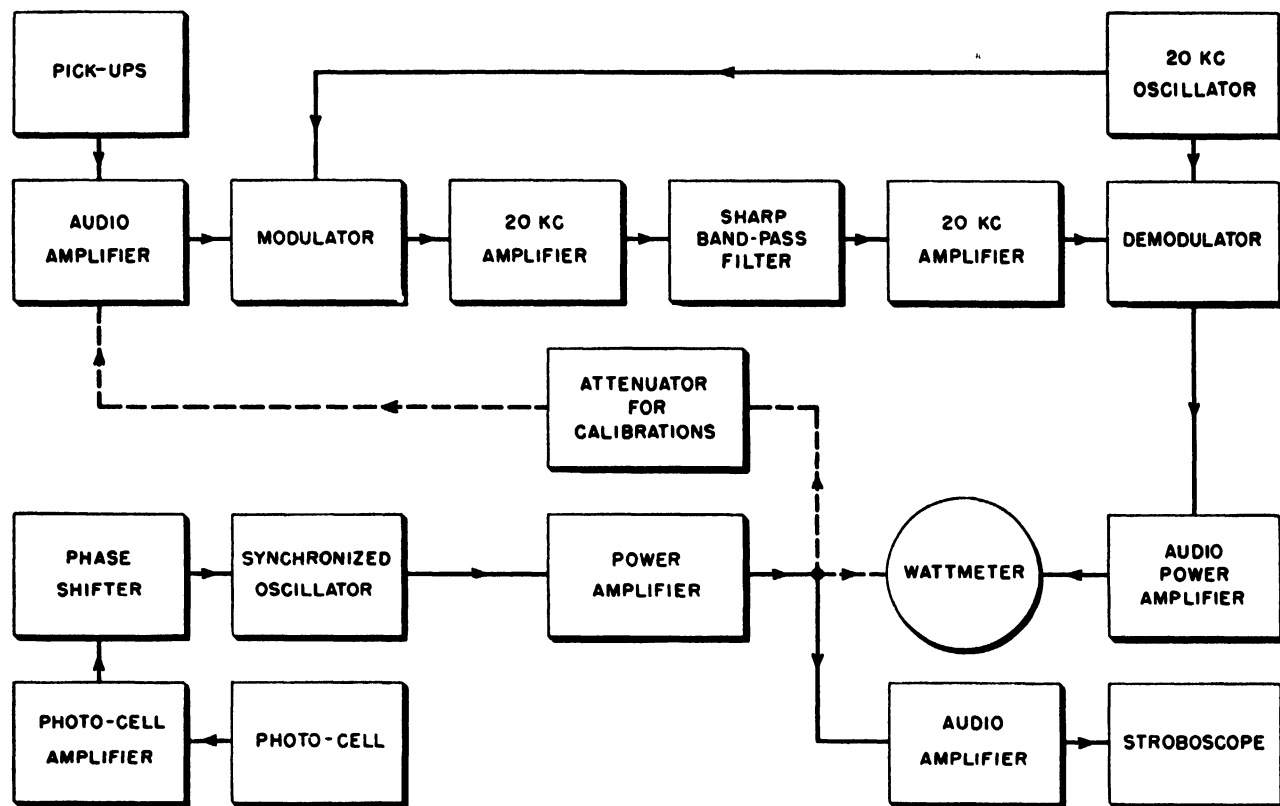 PICK-UPS
20 KC
OSCILLATOR
AUDIO
AMPLIFIER
MODULATOR
20 KC
AMPLIFIER
SHARP
BAND-PASS
FILTER
20 KC
AMPLIFIER
DEMODULATOR
ATTENUATOR
FOR
CALIBRATIONS
PHASE
SHIFTER
SYNCHRONIZED
OSCILLATOR
POWER
AMPLIFIER
WATTMETER
AUDIO
POWER
AMPLIFIER
PHOTO-CELL
AMPLIFIER
PHOTO-CELL
AUDIO
AMPLIFIER
STROBOSCOPE